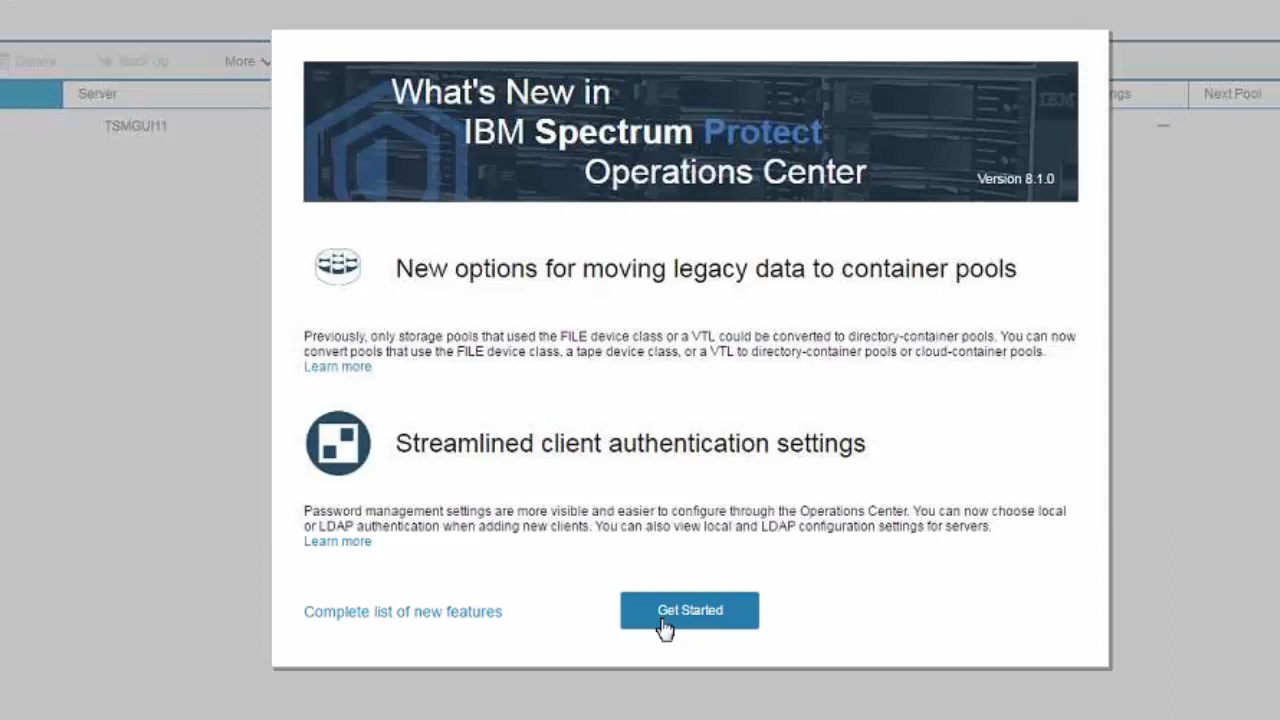 Details Back Up More
Server ngs Next Pool
TSMGUI11 —
What's New in
IBM Spectrum Protect
Operations Center
Version 8.1.0
IBM
New options for moving legacy data to container pools
Previously, only storage pools that used the FILE device class or a VTL could be converted to directory-container pools. You can now
convert pools that use the FILE device class, a tape device class, or a VTL to directory-container pools or cloud-container pools.
Learn more
Streamlined client authentication settings
Password management settings are more visible and easier to configure through the Operations Center. You can now choose local
or LDAP authentication when adding new clients. You can also view local and LDAP configuration settings for servers.
Learn more
Complete list of new features
Get Started